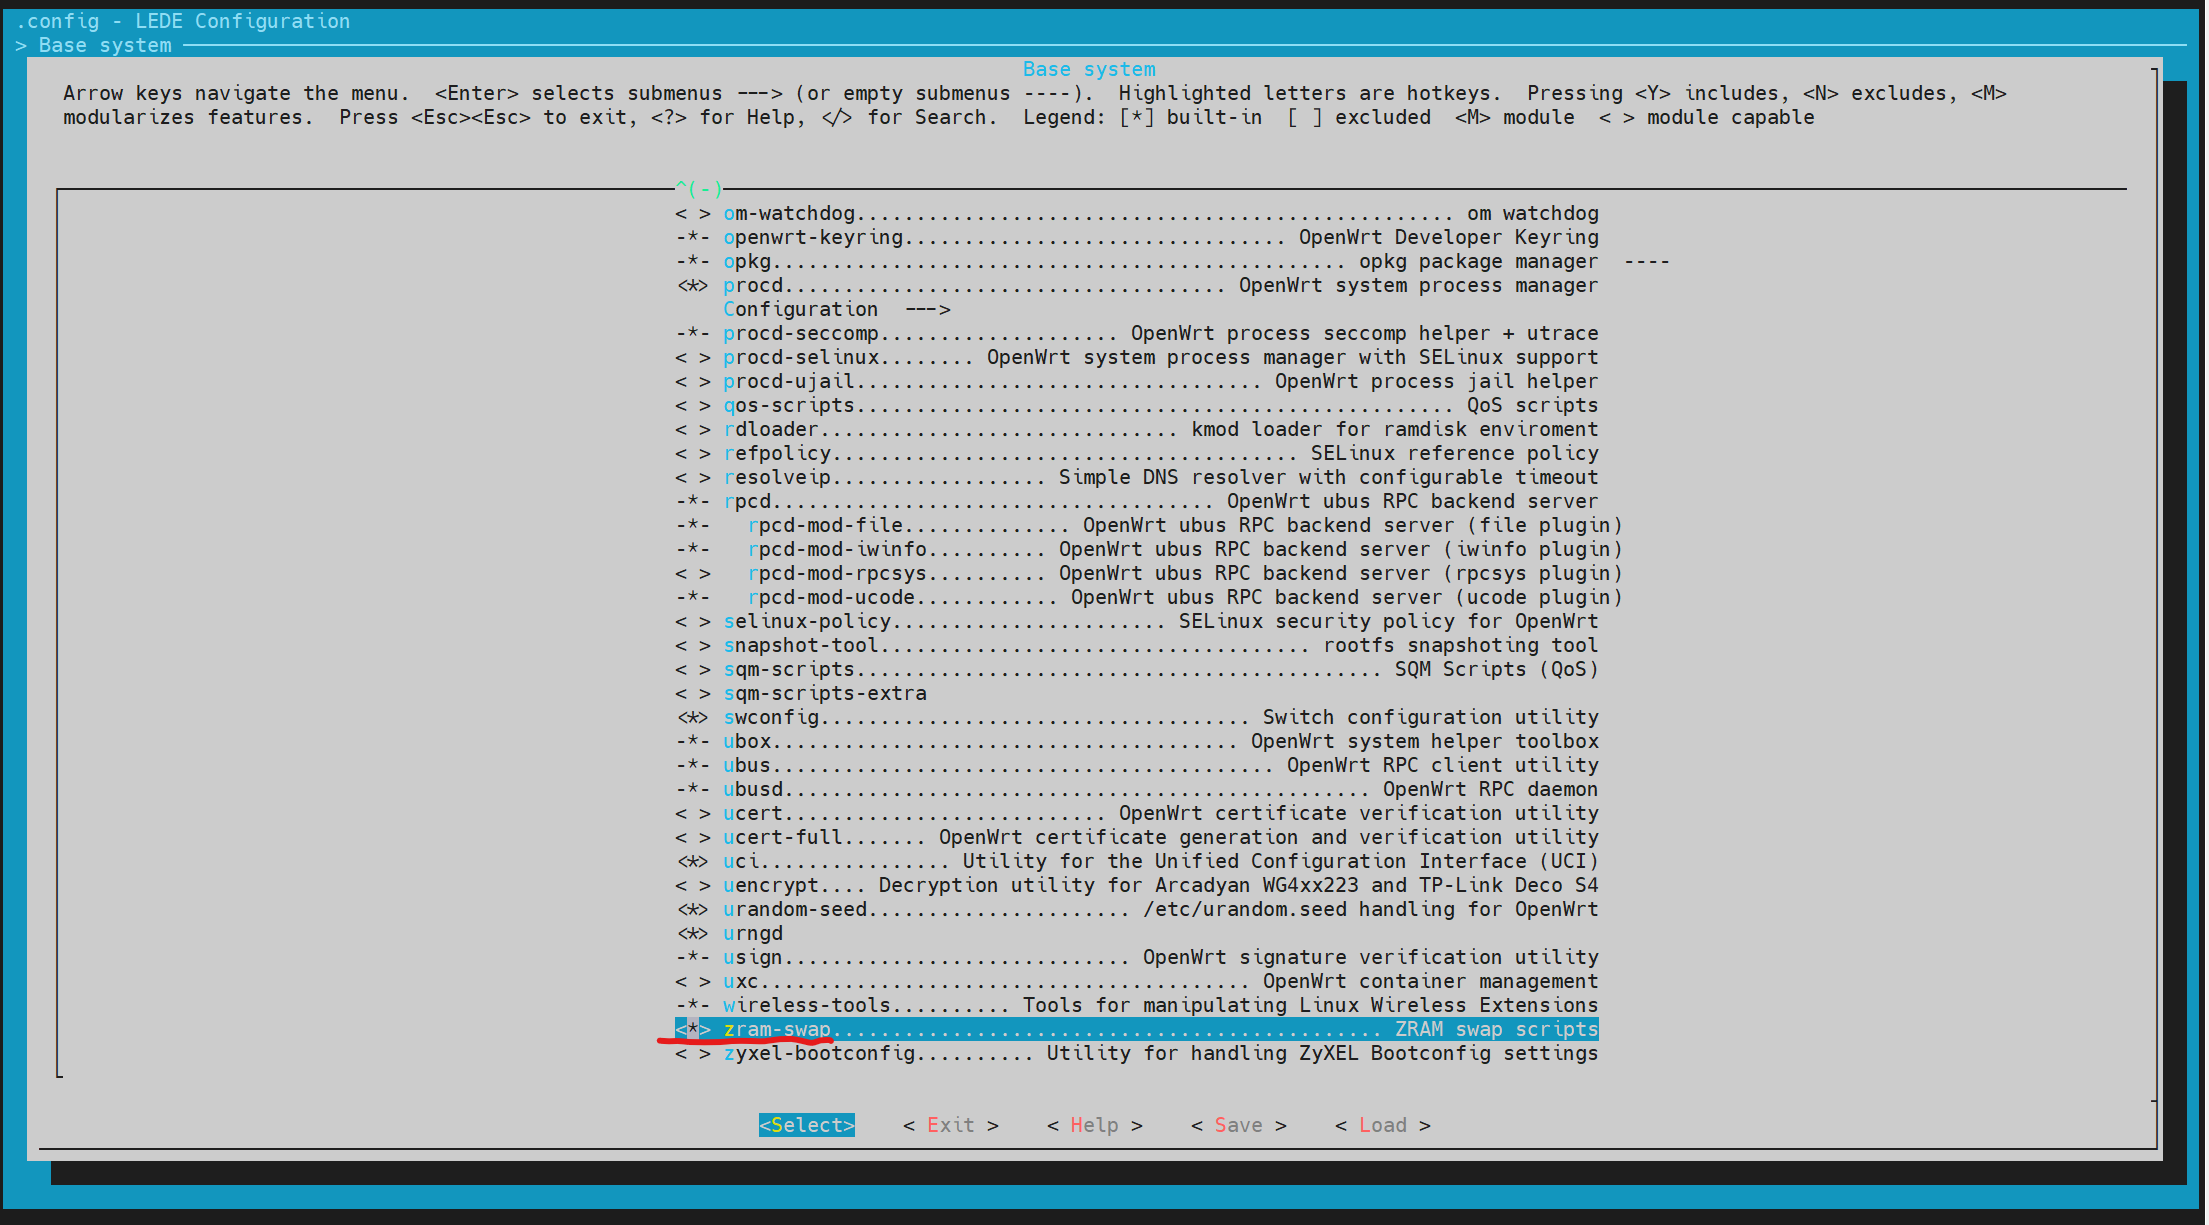 .config - LEDE Configuration
> Base system
Base system
Arrow keys navigate the menu.  <Enter> selects submenus ---> (or empty submenus ----).  Highlighted letters are hotkeys.  Pressing <Y> includes, <N> excludes, <M>
modularizes features.  Press <Esc><Esc> to exit, <?> for Help, </> for Search.  Legend: [*] built-in  [ ] excluded  <M> module  < > module capable
^(-)
< > om-watchdog.................................................. om watchdog
-*- openwrt-keyring................................ OpenWrt Developer Keyring
-*- opkg................................................ opkg package manager  ----
<*> procd..................................... OpenWrt system process manager
Configuration  --->
-*- procd-seccomp.................... OpenWrt process seccomp helper + utrace
< > procd-selinux........ OpenWrt system process manager with SELinux support
< > procd-ujail.................................. OpenWrt process jail helper
< > qos-scripts.................................................. QoS scripts
< > rdloader.............................. kmod loader for ramdisk enviroment
< > refpolicy....................................... SELinux reference policy
< > resolveip.................. Simple DNS resolver with configurable timeout
-*- rpcd..................................... OpenWrt ubus RPC backend server
-*-   rpcd-mod-file.............. OpenWrt ubus RPC backend server (file plugin)
-*-   rpcd-mod-iwinfo.......... OpenWrt ubus RPC backend server (iwinfo plugin)
< >   rpcd-mod-rpcsys.......... OpenWrt ubus RPC backend server (rpcsys plugin)
-*-   rpcd-mod-ucode............ OpenWrt ubus RPC backend server (ucode plugin)
< > selinux-policy....................... SELinux security policy for OpenWrt
< > snapshot-tool.................................... rootfs snapshoting tool
< > sqm-scripts............................................ SQM Scripts (QoS)
< > sqm-scripts-extra
<*> swconfig.................................... Switch configuration utility
-*- ubox....................................... OpenWrt system helper toolbox
-*- ubus.......................................... OpenWrt RPC client utility
-*- ubusd................................................. OpenWrt RPC daemon
< > ucert........................... OpenWrt certificate verification utility
< > ucert-full....... OpenWrt certificate generation and verification utility
<*> uci................ Utility for the Unified Configuration Interface (UCI)
< > uencrypt.... Decryption utility for Arcadyan WG4xx223 and TP-Link Deco S4
<*> urandom-seed...................... /etc/urandom.seed handling for OpenWrt
<*> urngd
-*- usign............................. OpenWrt signature verification utility
< > uxc......................................... OpenWrt container management
-*- wireless-tools.......... Tools for manipulating Linux Wireless Extensions
<*> zram-swap.............................................. ZRAM swap scripts
< > zyxel-bootconfig.......... Utility for handling ZyXEL Bootconfig settings
<Select>    < Exit >    < Help >    < Save >    < Load >